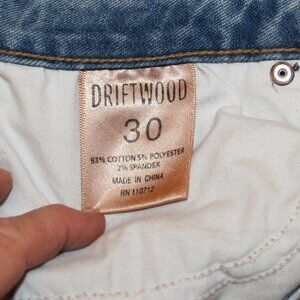 DRIFTWOOD
30
93% COTTON 5% POLYESTER
2% SPANDEX
MADE IN CHINA
RN 110712